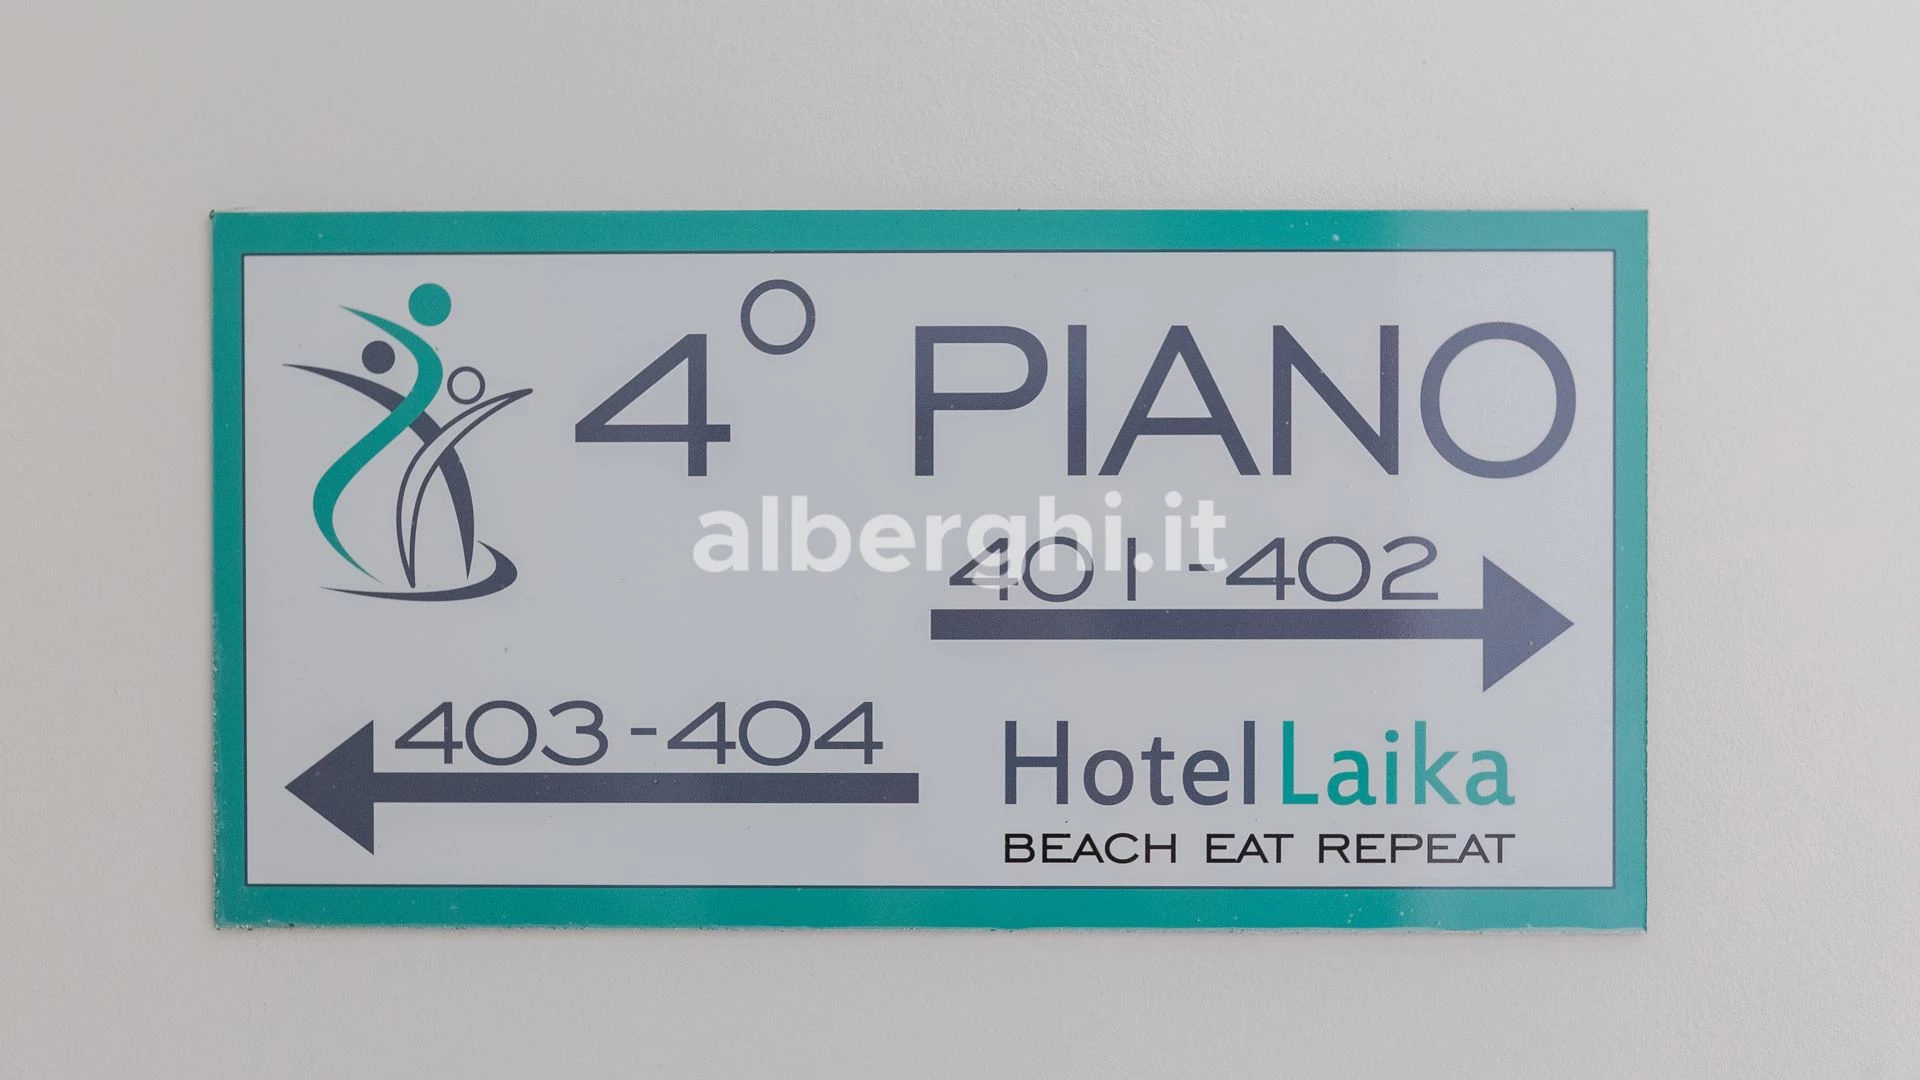 4° PIANO
alberghi.it
401-402
403-404
Hotel Laika
BEACH EAT REPEAT